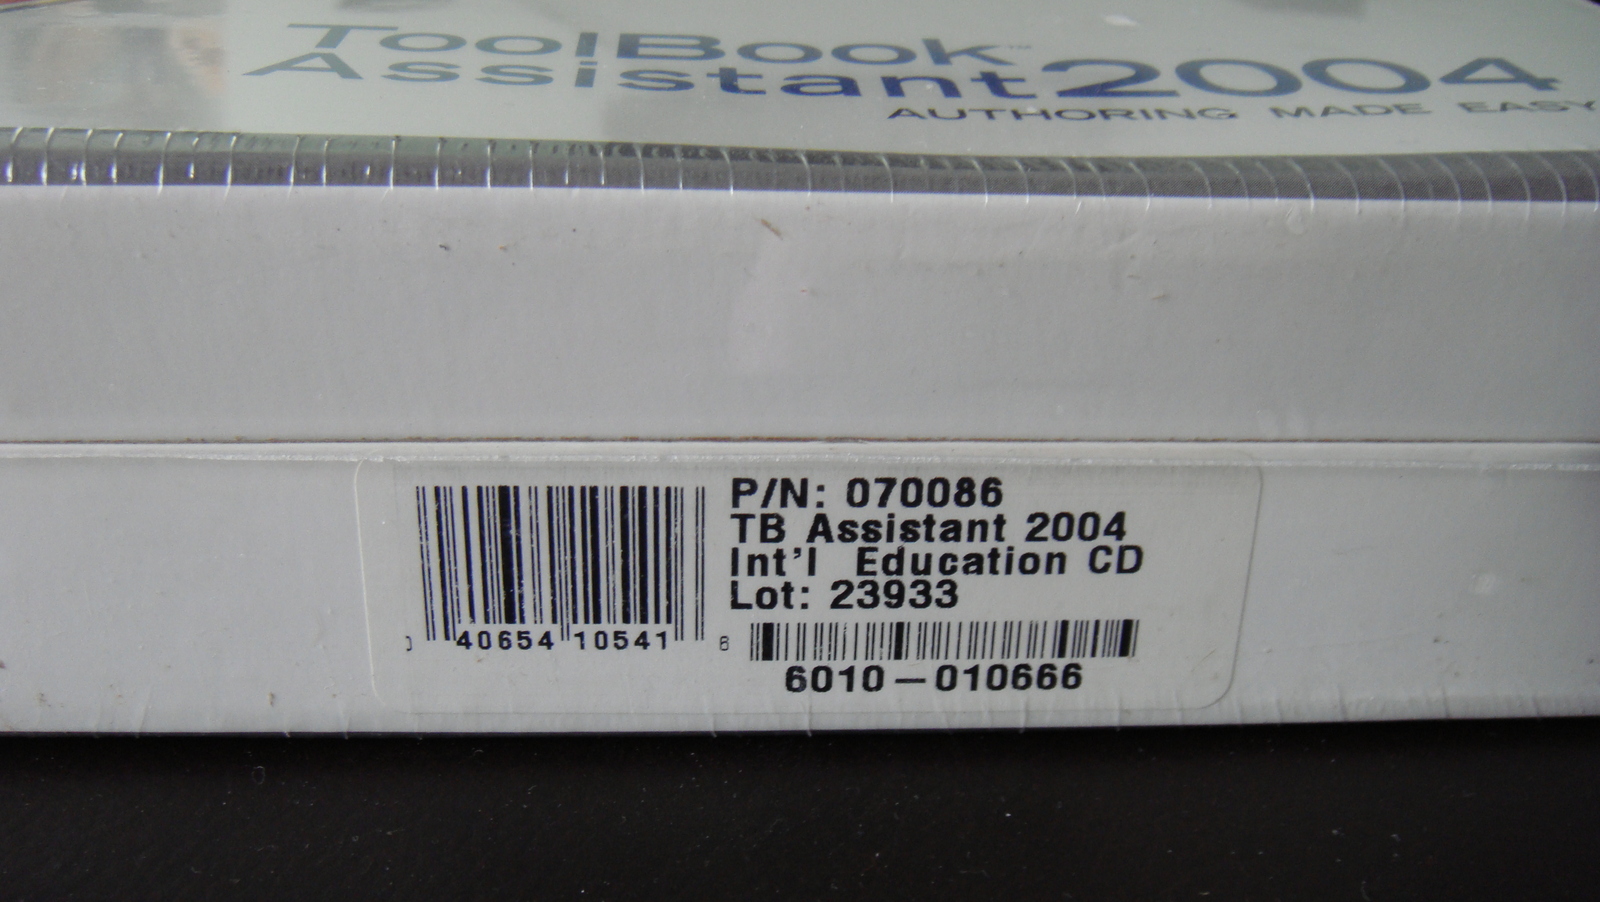 ToolBook™
Assistant 2004
AUTHORING MADE EASY
P/N: 070086
TB Assistant 2004
Int'l Education CD
Lot: 23933
0 40654 10541 8
6010-010666